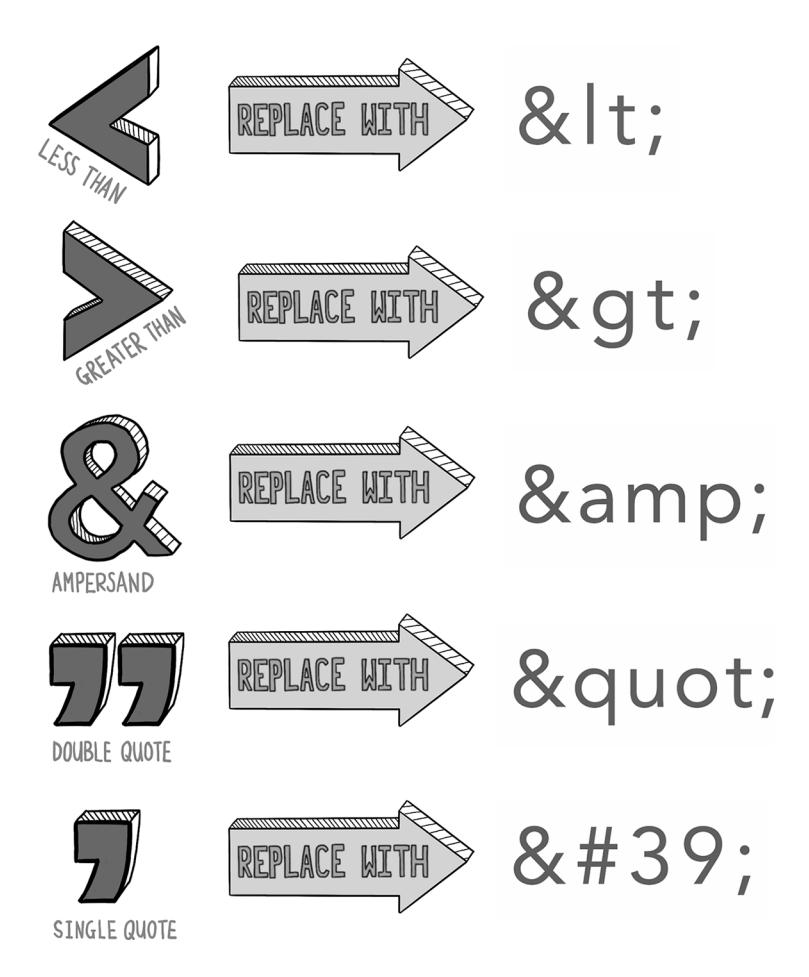 < REPLACE WITH &lt;
LESS THAN
> REPLACE WITH &gt;
GREATER THAN
& REPLACE WITH &amp;
AMPERSAND
” REPLACE WITH &quot;
DOUBLE QUOTE
’ REPLACE WITH &#39;
SINGLE QUOTE